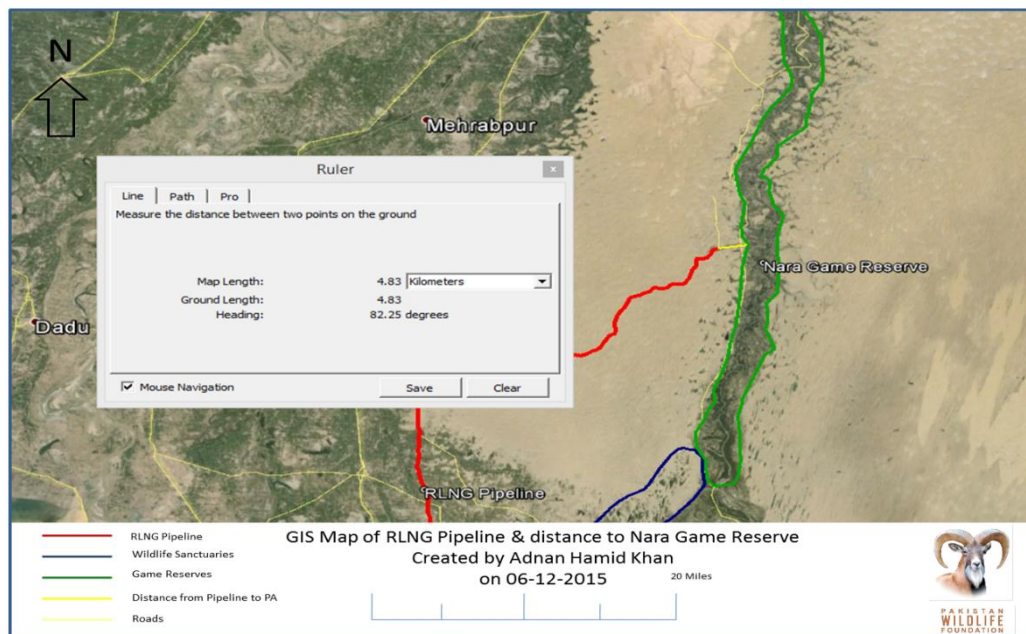 N
Mehrabpur
Ruler
x
Line Path Pro
Measure the distance between two points on the ground
Map Length: 4.83 Kilometers
Ground Length: 4.83
Heading: 82.25 degrees
Mouse Navigation Save Clear
Nara Game Reserve
Dadu
RLNG Pipeline
RLNG Pipeline
Wildlife Sanctuaries
Game Reserves
Distance from Pipeline to PA
Roads
GIS Map of RLNG Pipeline & distance to Nara Game Reserve
Created by Adnan Hamid Khan
on 06-12-2015
20 Miles
PAKISTAN
WILDLIFE
FOUNDATION